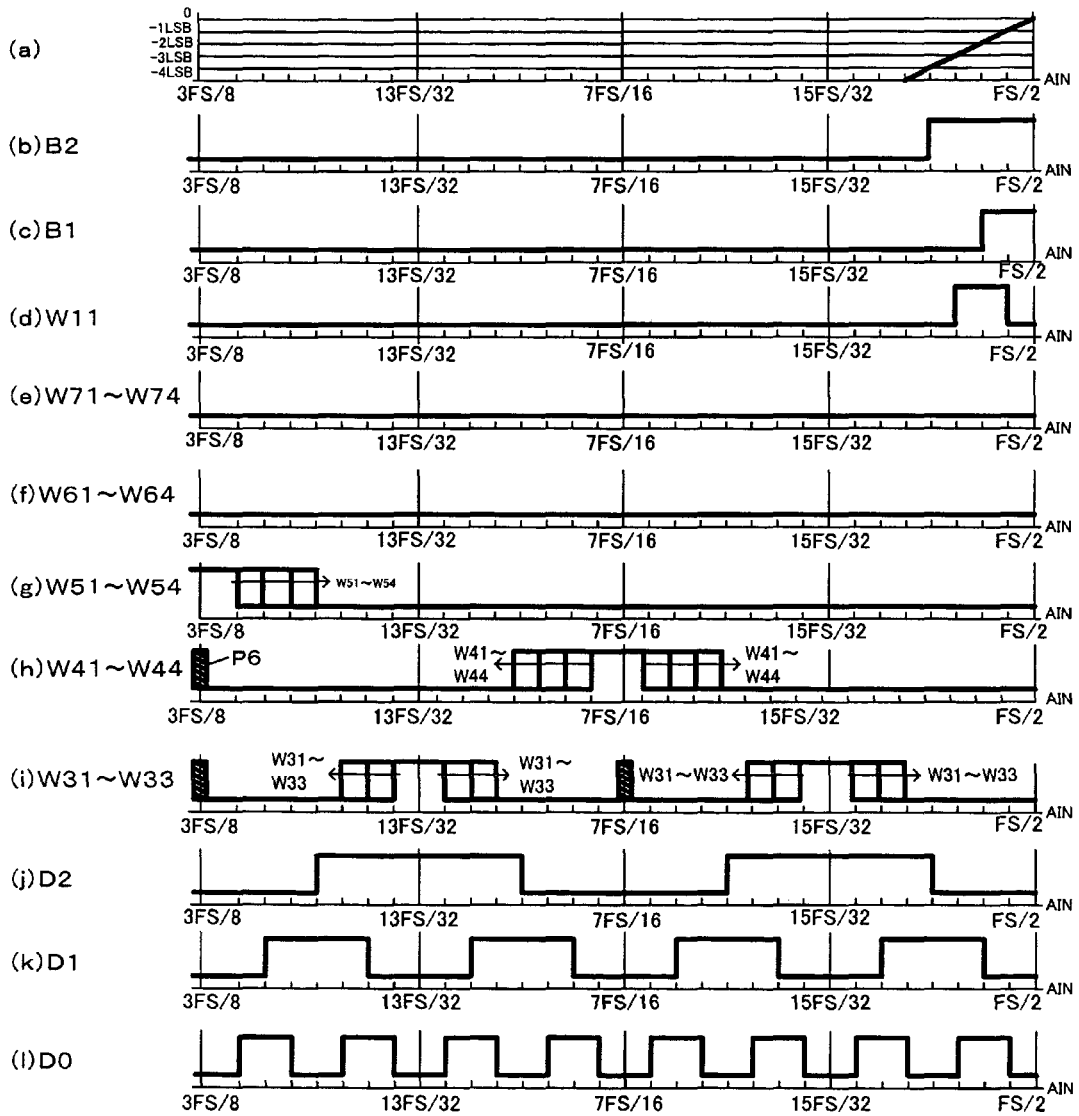 (a)
0
-1LSB
-2LSB
-3LSB
-4LSB
3FS/8 13FS/32 7FS/16 15FS/32 FS/2 AIN
(b)B2
3FS/8 13FS/32 7FS/16 15FS/32 FS/2 AIN
(c)B1
3FS/8 13FS/32 7FS/16 15FS/32 FS/2 AIN
(d)W11
3FS/8 13FS/32 7FS/16 15FS/32 FS/2 AIN
(e)W71～W74
3FS/8 13FS/32 7FS/16 15FS/32 FS/2 AIN
(f)W61～W64
3FS/8 13FS/32 7FS/16 15FS/32 FS/2 AIN
(g)W51～W54 W51～W54
3FS/8 13FS/32 7FS/16 15FS/32 FS/2 AIN
(h)W41～W44 P6 W41～W44 W41～W44
3FS/8 13FS/32 7FS/16 15FS/32 FS/2 AIN
(i)W31～W33 W31～W33 W31～W33 W31～W33 W31～W33
3FS/8 13FS/32 7FS/16 15FS/32 FS/2 AIN
(j)D2
3FS/8 13FS/32 7FS/16 15FS/32 FS/2 AIN
(k)D1
3FS/8 13FS/32 7FS/16 15FS/32 FS/2 AIN
(l)D0
3FS/8 13FS/32 7FS/16 15FS/32 FS/2 AIN